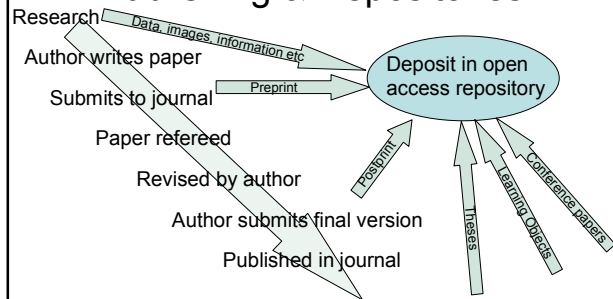 Research
Data, images, information etc
Author writes paper
Deposit in open
access repository
Submits to journal
Preprint
Paper refereed
Postprint
Revised by author
Author submits final version
Published in journal
Theses
Learning Objects
Conference papers